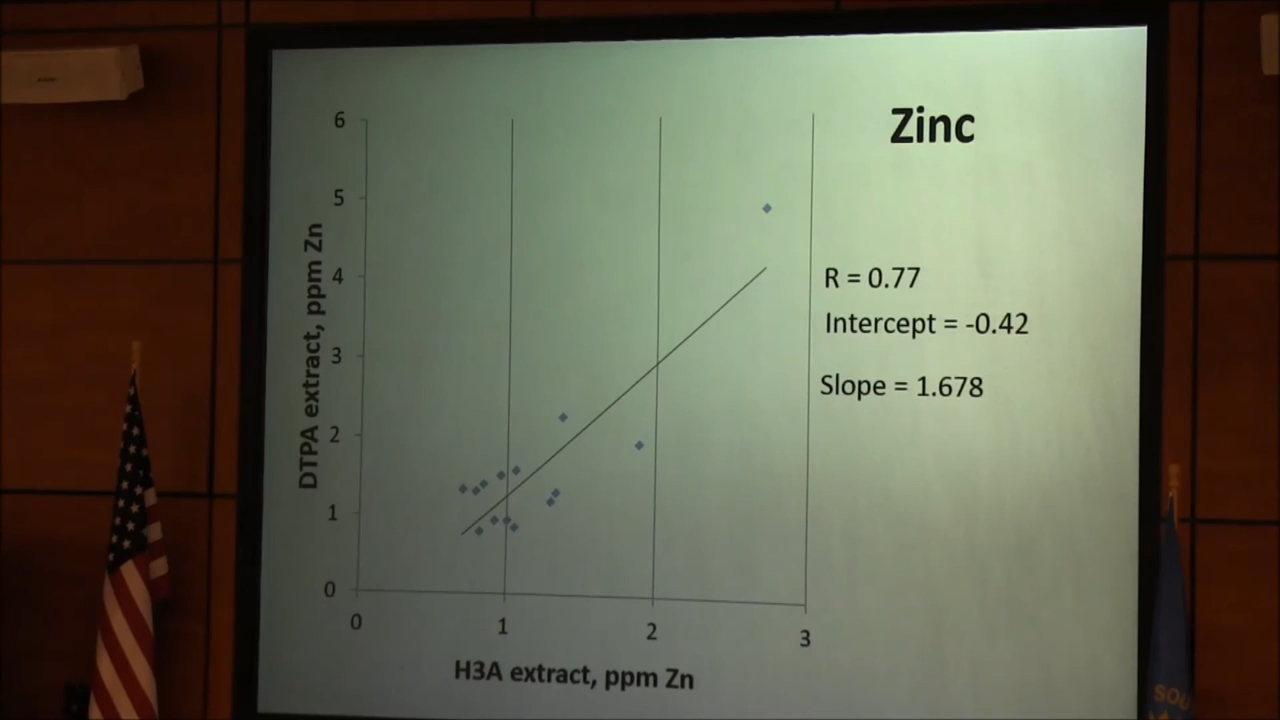 Zinc
6
5
4
3
2
1
0
DTPA extract, ppm Zn
0 1 2 3
H3A extract, ppm Zn
R = 0.77
Intercept = -0.42
Slope = 1.678
SOU